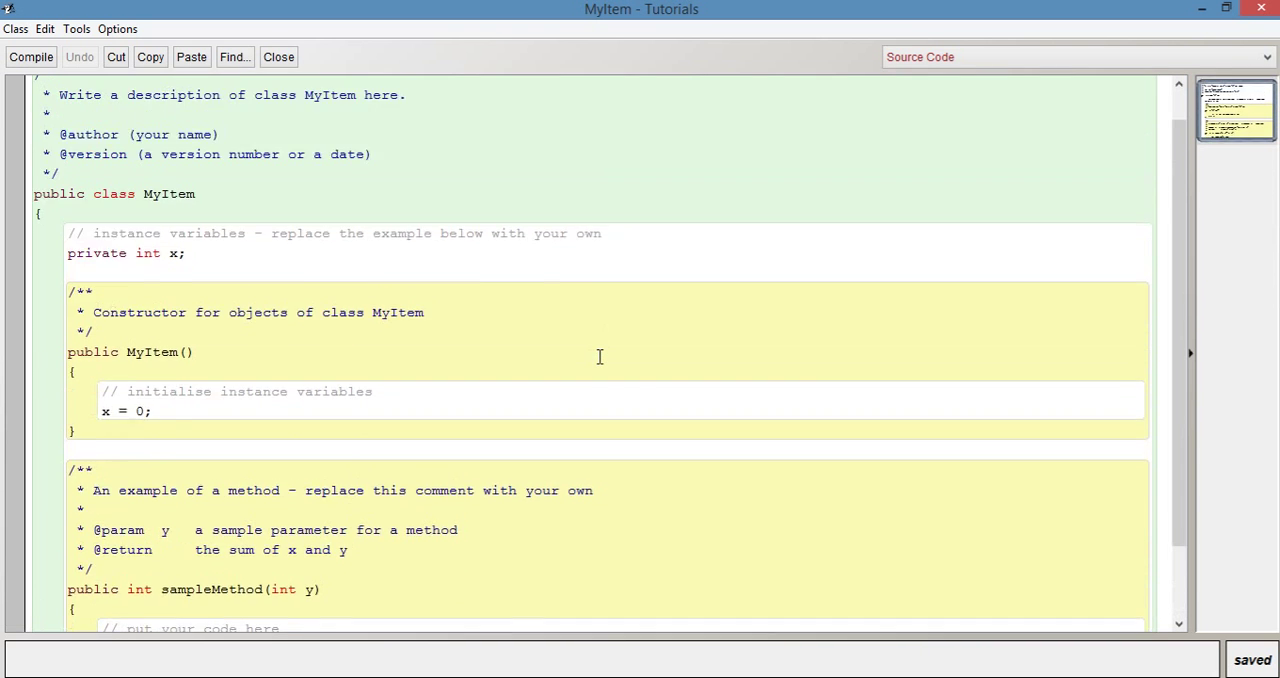 MyItem - Tutorials
Class Edit Tools Options
Compile Undo Cut Copy Paste Find... Close Source Code
* Write a description of class MyItem here.
*
* @author (your name)
* @version (a version number or a date)
*/
public class MyItem
{
// instance variables - replace the example below with your own
private int x;
/**
* Constructor for objects of class MyItem
*/
public MyItem()
{
// initialise instance variables
x = 0;
}
/**
* An example of a method - replace this comment with your own
*
* @param  y   a sample parameter for a method
* @return     the sum of x and y
*/
public int sampleMethod(int y)
{
// put your code here
saved